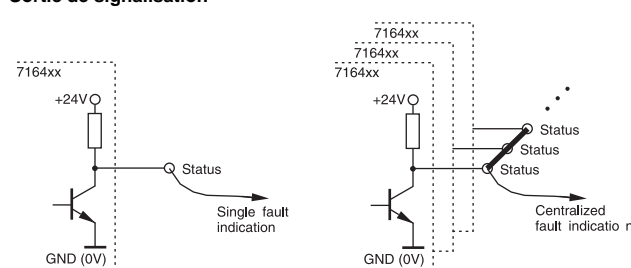 Sortie de signalisation
7164xx
+24V
Status
Single fault
indication
GND (0V)
7164xx
7164xx
7164xx
+24V
Status
Status
Status
Centralized
fault indicatio n
GND (0V)